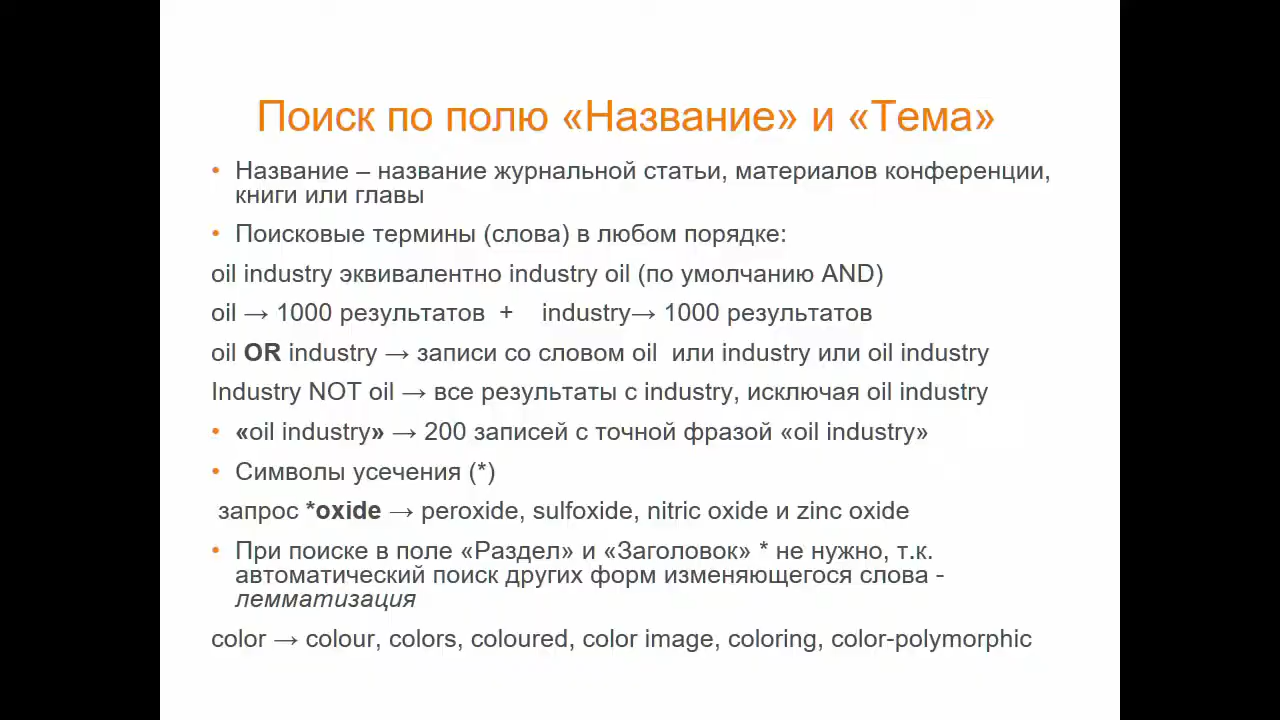 Поиск по полю «Название» и «Тема»
• Название – название журнальной статьи, материалов конференции,
книги или главы
• Поисковые термины (слова) в любом порядке:
oil industry эквивалентно industry oil (по умолчанию AND)
oil → 1000 результатов + industry→ 1000 результатов
oil OR industry → записи со словом oil или industry или oil industry
Industry NOT oil → все результаты с industry, исключая oil industry
• «oil industry» → 200 записей с точной фразой «oil industry»
• Символы усечения (*)
запрос *oxide → peroxide, sulfoxide, nitric oxide и zinc oxide
• При поиске в поле «Раздел» и «Заголовок» * не нужно, т.к.
автоматический поиск других форм изменяющегося слова -
лемматизация
color → colour, colors, coloured, color image, coloring, color-polymorphic